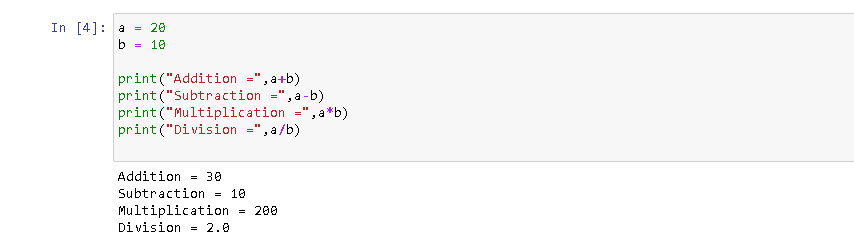 In [4]: a = 20
b = 10
print("Addition =",a+b)
print("Subtraction =",a-b)
print("Multiplication =",a*b)
print("Division =",a/b)
Addition = 30
Subtraction = 10
Multiplication = 200
Division = 2.0